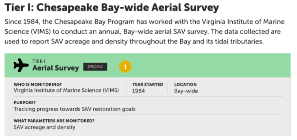 Tier I: Chesapeake Bay-wide Aerial Survey
Since 1984, the Chesapeake Bay Program has worked with the Virginia Institute of Marine
Science (VIMS) to conduct an annual, Bay-wide aerial SAV survey. The data collected are
used to report SAV acreage and density throughout the Bay and its tidal tributaries.
TIER I
Aerial Survey
1
WHO IS MONITORING?
YEAR STARTED
LOCATION
Virginia Institute of Marine Science (VIMS)
1984
Bay-wide
PURPOSE?
Tracking progress towards SAV restoration goals
WHAT PARAMETERS ARE MONITORED?
SAV acreage and density